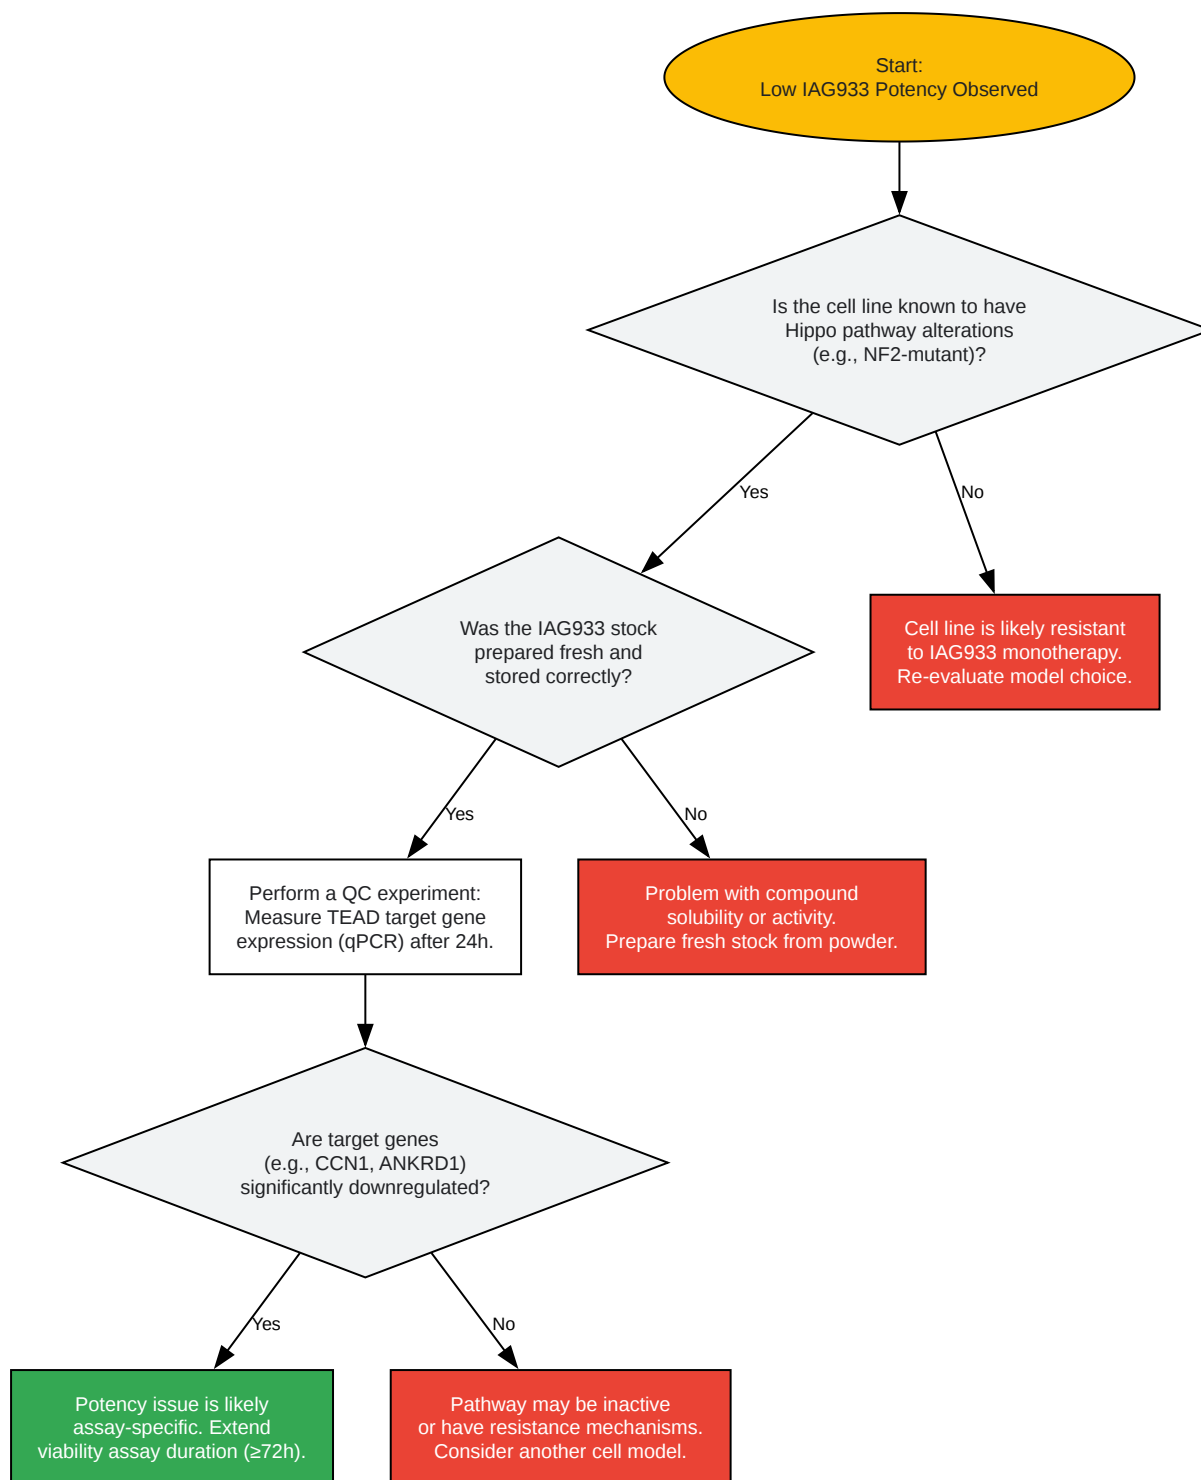 Start:
Low IAG933 Potency Observed
Is the cell line known to have
Hippo pathway alterations
(e.g., NF2-mutant)?
Yes
No
Was the IAG933 stock
prepared fresh and
stored correctly?
Cell line is likely resistant
to IAG933 monotherapy.
Re-evaluate model choice.
Yes
No
Perform a QC experiment:
Measure TEAD target gene
expression (qPCR) after 24h.
Problem with compound
solubility or activity.
Prepare fresh stock from powder.
Are target genes
(e.g., CCN1, ANKRD1)
significantly downregulated?
Yes
No
Potency issue is likely
assay-specific. Extend
viability assay duration (≥72h).
Pathway may be inactive
or have resistance mechanisms.
Consider another cell model.